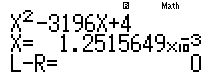 R Math
X²-3196X+4
X= 1.2515649×10⁻³
L-R= 0